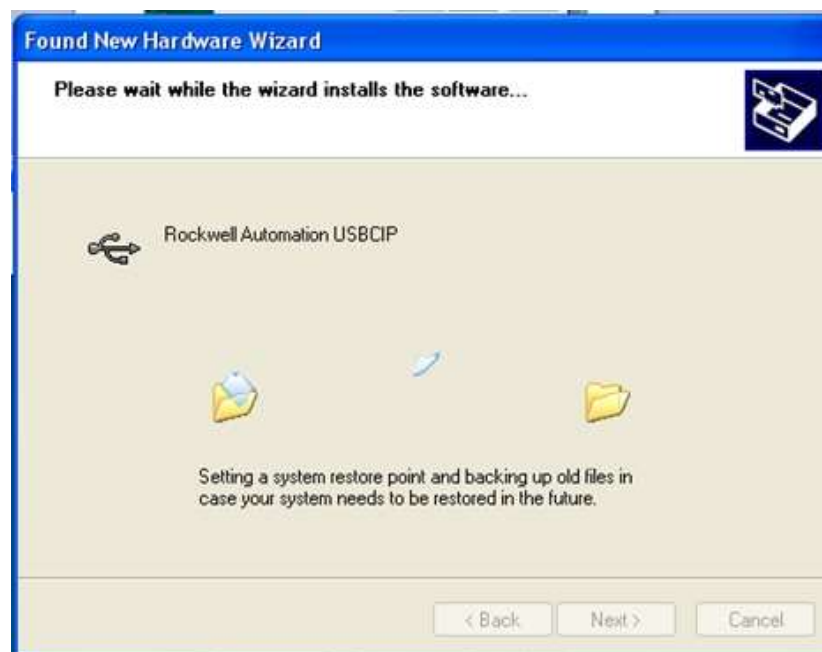 Found New Hardware Wizard
Please wait while the wizard installs the software...
Rockwell Automation USBCIP
Setting a system restore point and backing up old files in
case your system needs to be restored in the future.
< Back
Next >
Cancel